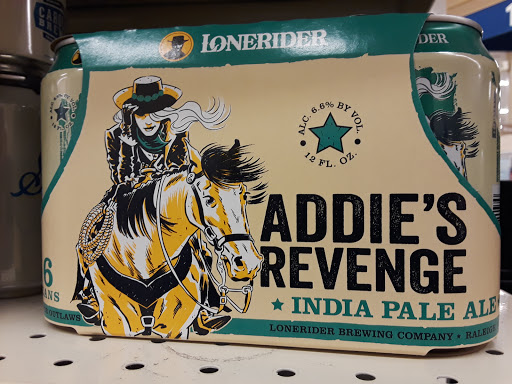 LONERIDER
DER
ALC. 6.6% BY VOL.
12 FL. OZ.
ADDIE'S
REVENGE
6
ANS
★ INDIA PALE ALE
OUTLAWS
LONERIDER BREWING COMPANY ★ RALEIG